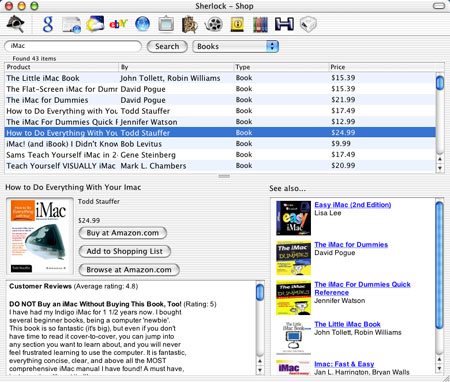 Sherlock - Shop
ebY
iMac
Search
Books
Found 43 items
Product By Type Price
The Little iMac Book John Tollett, Robin Williams Book $15.39
The Flat-Screen iMac for Dumm David Pogue Book $15.39
The iMac for Dummies David Pogue Book $21.99
How to Do Everything with You Todd Stauffer Book $17.49
The iMac For Dummies Quick R Jennifer Watson Book $12.99
How to Do Everything With You Todd Stauffer Book $24.99
iMac! (and iBook) I Didn't Know Bob Levitus Book $9.99
Sams Teach Yourself iMac in 2 Gene Steinberg Book $17.49
Teach Yourself VISUALLY iMac Mark L. Chambers Book $20.99
How to Do Everything With Your Imac
See also...
iMac
Todd Stauffer
$24.99
Buy at Amazon.com
Add to Shopping List
Browse at Amazon.com
easy
iMac
Easy iMac (2nd Edition)
Lisa Lee
The iMac for Dummies
David Pogue
The iMac For Dummies Quick
Reference
Jennifer Watson
The Little iMac Book
John Tollett, Robin Williams
Imac: Fast & Easy
Jan L. Harrington, Bryan Walls
Customer Reviews (Average rating: 4.8)
DO NOT Buy an iMac Without Buying This Book, Too! (Rating: 5)
I have had my Indigo iMac for 1 1/2 years now. I bought
several beginner books, being a computer 'newbie'.
This book is so fantastic (it's big), but even if you don't
have time to read it cover-to-cover, you can jump into
any section you want to learn about, and you will never
feel frustrated learning to use the computer. It is fantastic,
everything concise, clear, and above all the MOST
comprehensive iMac manual I have found! A must have,